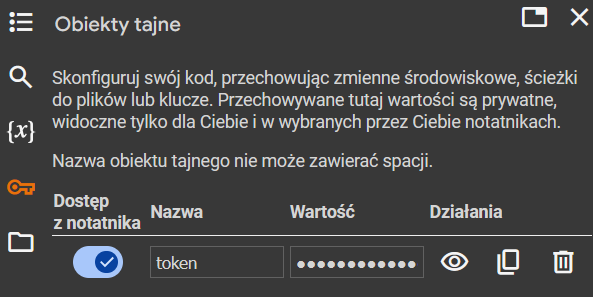 Obiekty tajne
Skonfiguruj swój kod, przechowując zmienne środowiskowe, ścieżki
do plików lub klucze. Przechowywane tutaj wartości są prywatne,
widoczne tylko dla Ciebie i w wybranych przez Ciebie notatnikach.
Nazwa obiektu tajnego nie może zawierać spacji.
Dostęp
z notatnika Nazwa Wartość Działania
token ••••••••••••
{x}